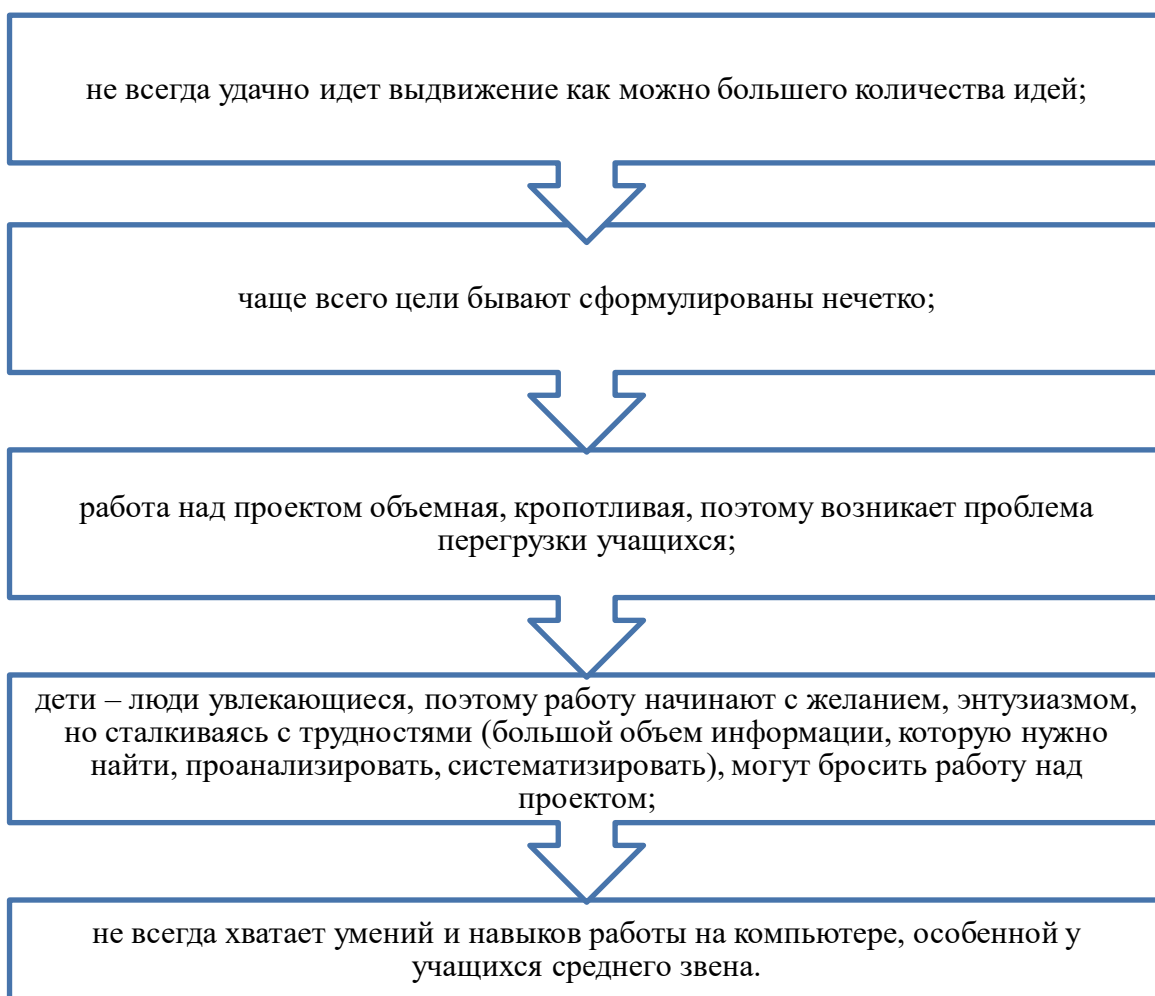 не всегда удачно идет выдвижение как можно большего количества идей;
чаще всего цели бывают сформулированы нечетко;
работа над проектом объемная, кропотливая, поэтому возникает проблема
перегрузки учащихся;
дети – люди увлекающиеся, поэтому работу начинают с желанием, энтузиазмом,
но сталкиваясь с трудностями (большой объем информации, которую нужно
найти, проанализировать, систематизировать), могут бросить работу над
проектом;
не всегда хватает умений и навыков работы на компьютере, особенной у
учащихся среднего звена.